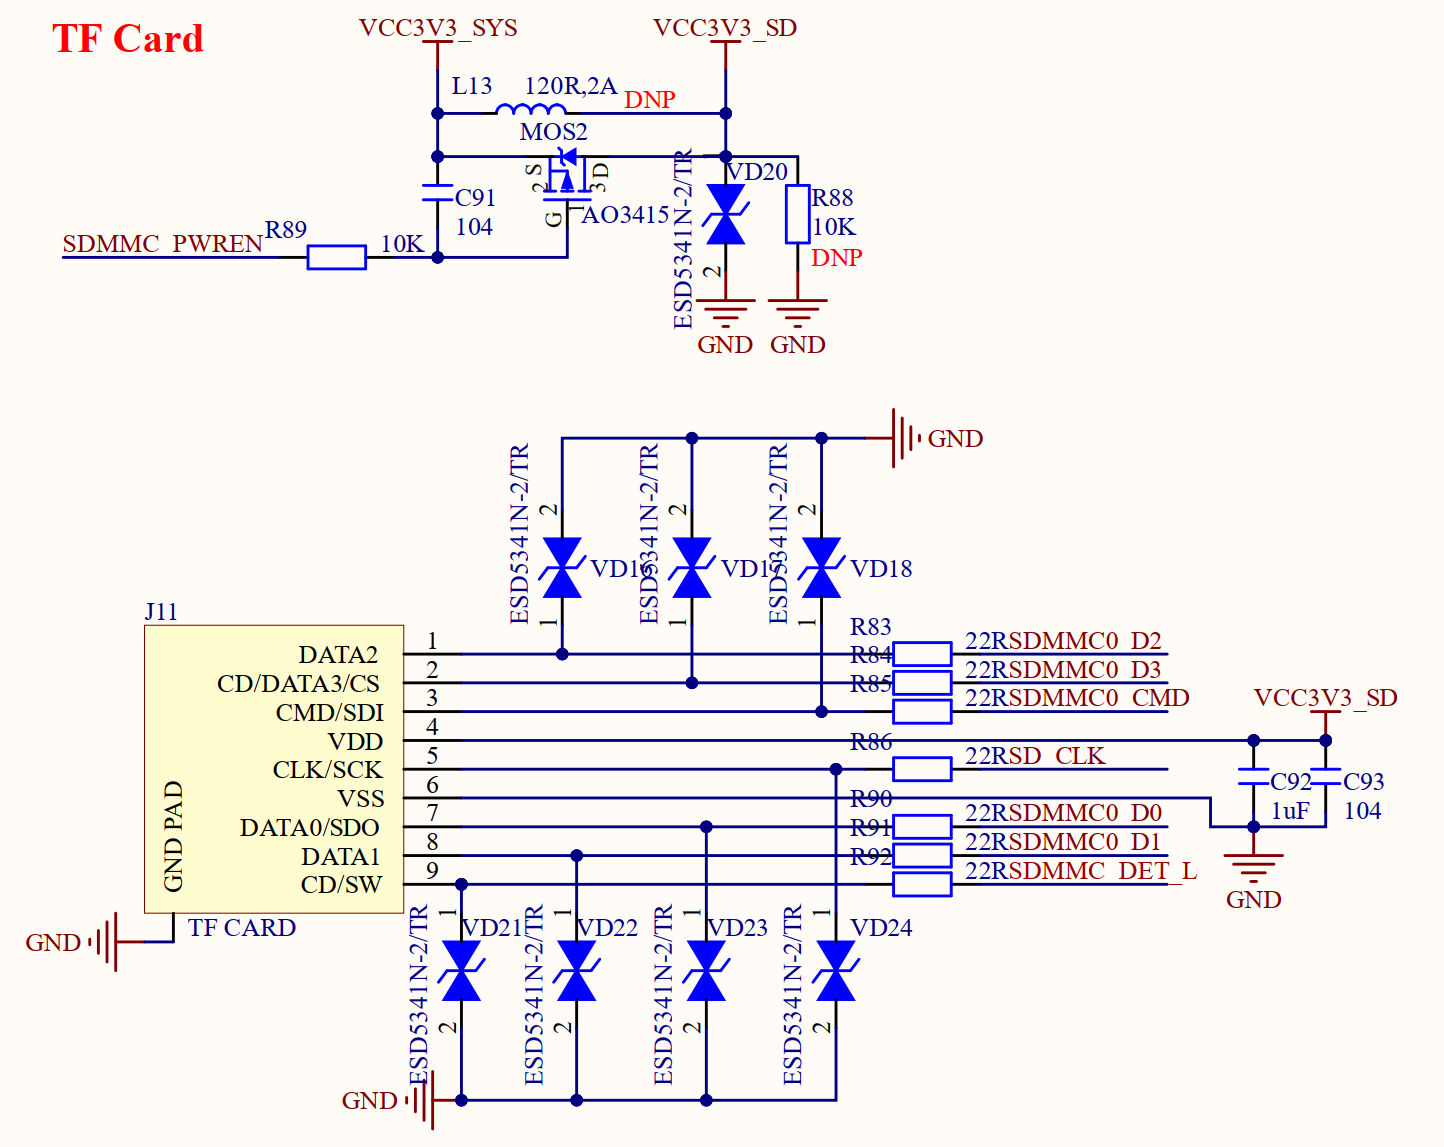 TF Card
VCC3V3_SYS
VCC3V3_SD
L13
120R,2A
DNP
MOS2
S
2
3
D
G
1
AO3415
C91
104
SDMMC_PWREN
R89
10K
ESD5341N-2/TR
VD20
2
R88
10K
DNP
GND
GND
GND
ESD5341N-2/TR
2
1
VD16
ESD5341N-2/TR
2
1
VD17
ESD5341N-2/TR
2
1
VD18
J11
DATA2
1
R83
22R
SDMMC0_D2
CD/DATA3/CS
2
R84
22R
SDMMC0_D3
CMD/SDI
3
R85
22R
SDMMC0_CMD
VDD
4
VCC3V3_SD
CLK/SCK
5
R86
22R
SD_CLK
VSS
6
C92
1uF
C93
104
GND
DATA0/SDO
7
R90
22R
SDMMC0_D0
DATA1
8
R91
22R
SDMMC0_D1
CD/SW
9
R92
22R
SDMMC_DET_L
GND PAD
TF CARD
GND
ESD5341N-2/TR
1
VD21
2
ESD5341N-2/TR
1
VD22
2
ESD5341N-2/TR
1
VD23
2
ESD5341N-2/TR
1
VD24
2
GND